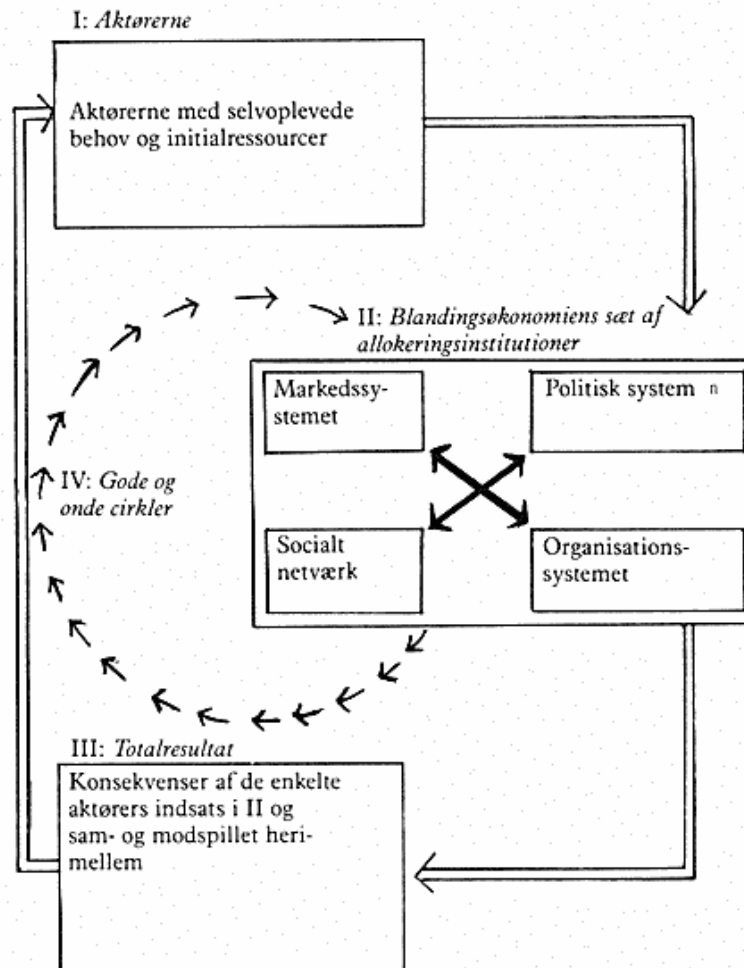 I: Aktørerne
Aktørerne med selvoplevede
behov og initialressourcer
II: Blandingsøkonomiens sæt af
allokeringsinstitutioner
Markedssy-
stemet
Politisk system n
IV: Gode og
onde cirkler
Socialt
netværk
Organisations-
systemet
III: Totalresultat
Konsekvenser af de enkelte
aktørers indsats i II og
sam- og modspillet heri-
mellem